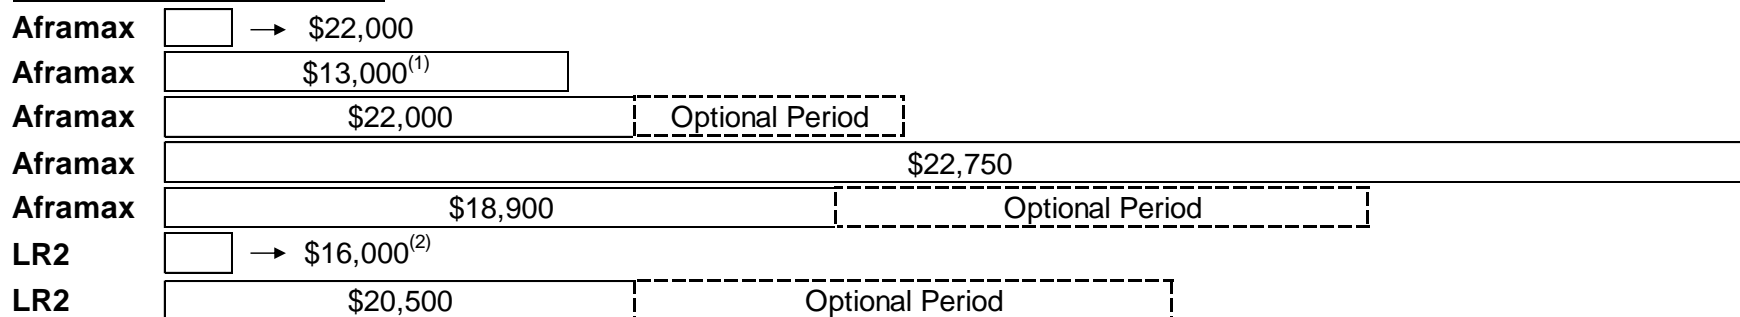 Aframax → $22,000
Aframax $13,000(1)
Aframax $22,000 Optional Period
Aframax $22,750
Aframax $18,900 Optional Period
LR2 → $16,000(2)
LR2 $20,500 Optional Period